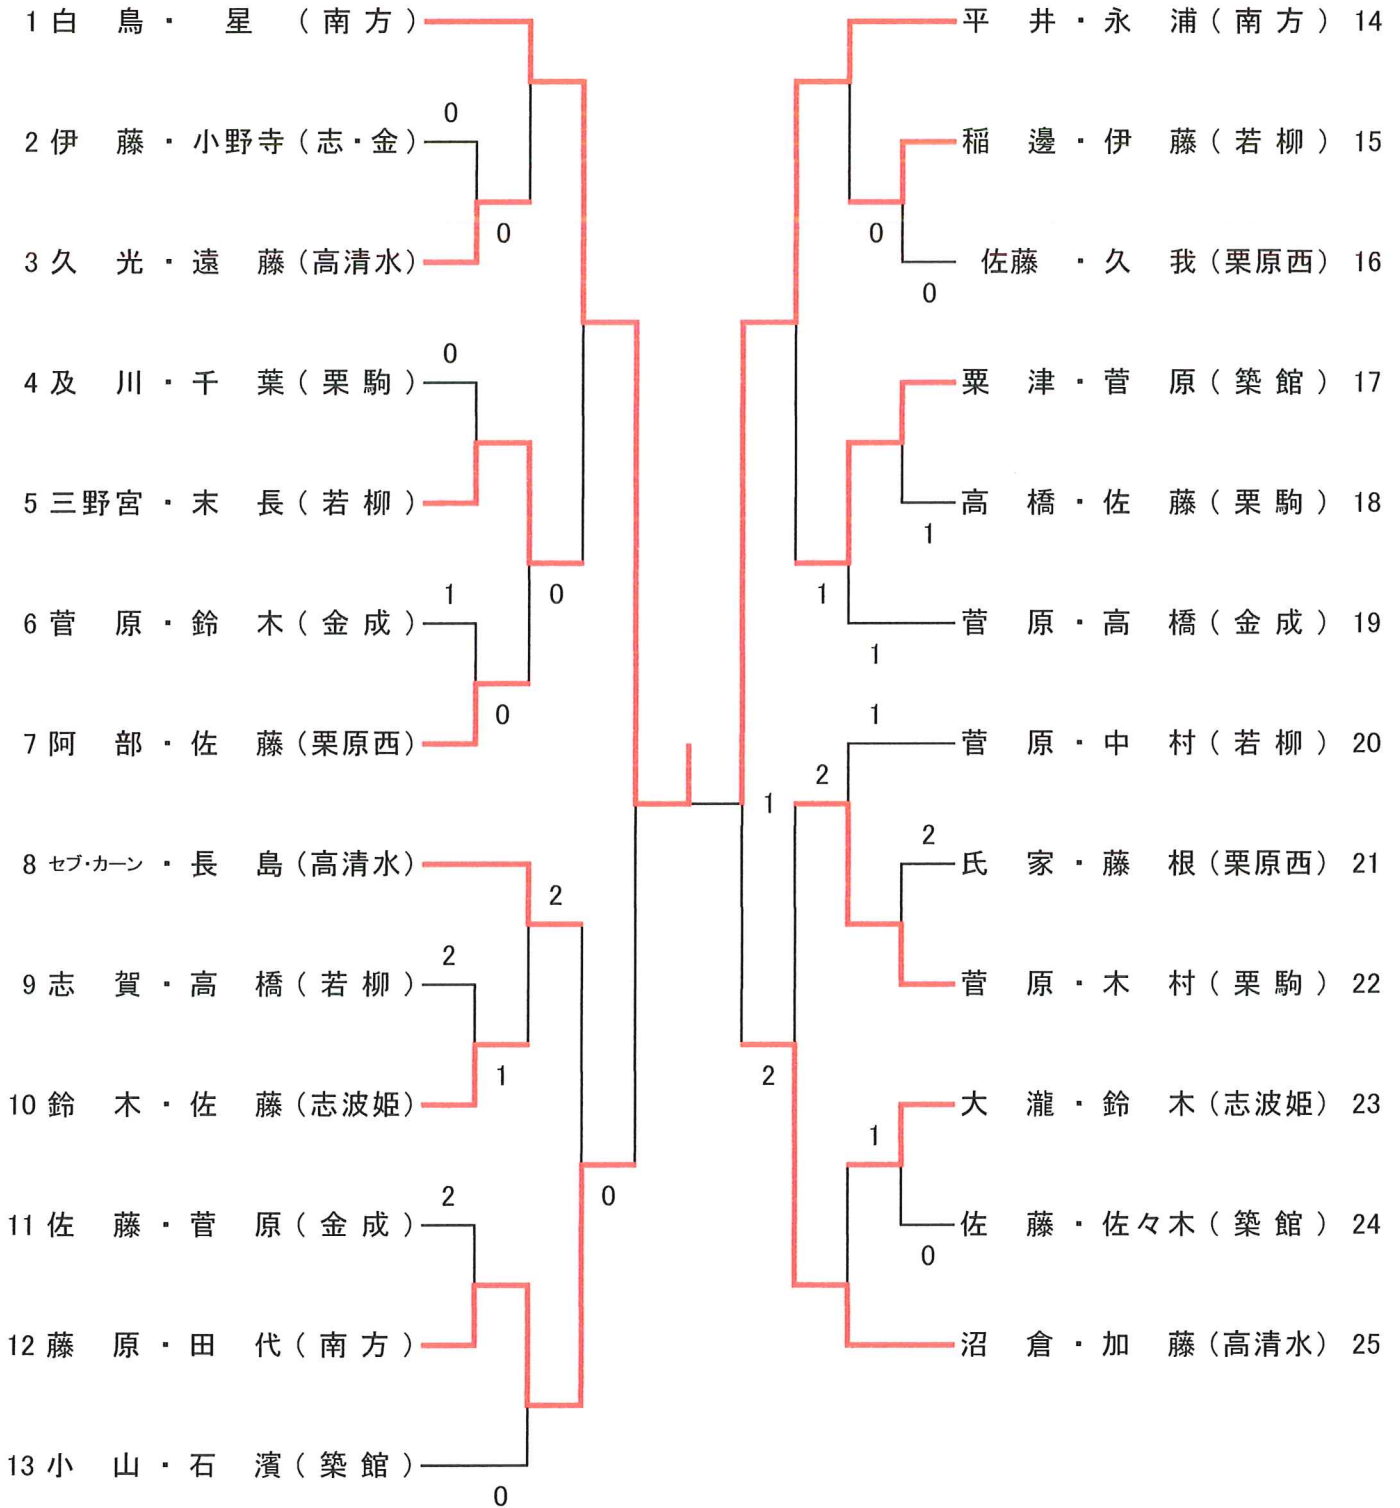 1 白鳥・星(南方)
0
2 伊藤・小野寺(志・金)
0
3 久光・遠藤(高清水)
0
4 及川・千葉(栗駒)
5 三野宮・末長(若柳)
1
0
6 菅原・鈴木(金成)
0
7 阿部・佐藤(栗原西)
8 セブ・カーン・長島(高清水)
2
2
9 志賀・高橋(若柳)
1
10 鈴木・佐藤(志波姫)
2
0
11 佐藤・菅原(金成)
12 藤原・田代(南方)
13 小山・石濱(築館)
0
平井・永浦(南方) 14
稲邊・伊藤(若柳) 15
0
佐藤・久我(栗原西) 16
0
粟津・菅原(築館) 17
高橋・佐藤(栗駒) 18
1
1
菅原・高橋(金成) 19
1
1
菅原・中村(若柳) 20
2
1
2
氏家・藤根(栗原西) 21
菅原・木村(栗駒) 22
2
大瀧・鈴木(志波姫) 23
1
佐藤・佐々木(築館) 24
0
沼倉・加藤(高清水) 25